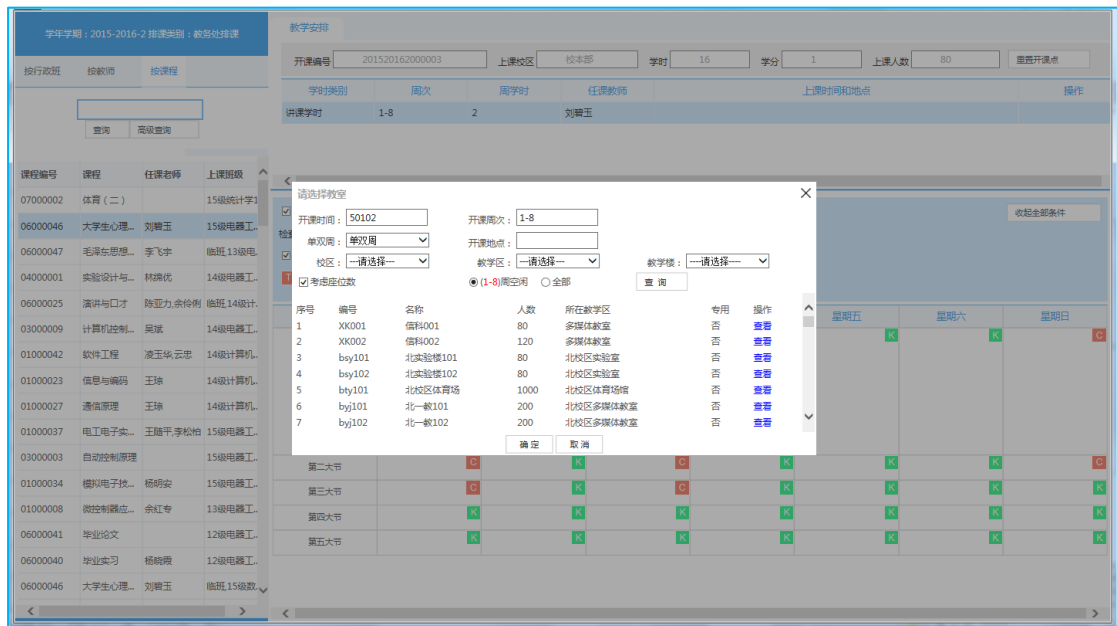 学年学期：2015-2016-2 排课类别：教务处排课
按行政班 按教师 按课程
查询 高级查询
课程编号 课程 任课老师 上课班级
07000002 体育（二） 15级统计学1
06000046 大学生心理... 刘碧玉 15级电器工..
06000047 毛泽东思想... 李飞宇 临班,13级电.
04000001 实验设计与... 林锦优 14级电器工..
06000025 演讲与口才 陈亚力,余伶俐 临班,14级计.
03000009 计算机控制... 吴斌 14级电器工..
01000042 软件工程 凌玉华,云忠 14级计算机..
01000023 信息与编码 王琼 14级计算机..
01000027 通信原理 王琼 14级计算机..
01000037 电工电子实... 王随平,李松柏 15级电器工..
03000003 自动控制原理 15级电器工..
01000034 模拟电子技... 杨明安 15级电器工..
01000008 微控制器应... 余红专 13级电器工..
06000041 毕业论文 12级电器工..
06000040 毕业实习 杨晓霞 12级电器工..
06000046 大学生心理... 刘碧玉 临班,15级数.
教学安排
开课编号 201520162000003 上课校区 校本部 学时 16 学分 1 上课人数 80 重置开课点
学时类别 周次 周学时 任课教师 上课时间和地点 操作
讲课学时 1-8 2 刘碧玉
收起全部条件
请选择教室
开课时间： 50102 开课周次： 1-8
单双周： 单双周 开课地点：
校区： ---请选择--- 教学区： ---请选择--- 教学楼： ----请选择----
考虑座位数 (1-8)周空闲 全部 查 询
序号 编号 名称 人数 所在教学区 专用 操作
1 XK001 信科001 80 多媒体教室 否 查看
2 XK002 信科002 120 多媒体教室 否 查看
3 bsy101 北实验楼101 80 北校区实验室 否 查看
4 bsy102 北实验楼102 80 北校区实验室 否 查看
5 bty101 北校区体育场 1000 北校区体育场馆 否 查看
6 byj101 北一教101 200 北校区多媒体教室 否 查看
7 byj102 北一教102 200 北校区多媒体教室 否 查看
确 定 取 消
星期五 星期六 星期日
K K C
第二大节 C K C K K K C
第三大节 C K C K K K K
第四大节 K K K K K K K
第五大节 K K K K K K K